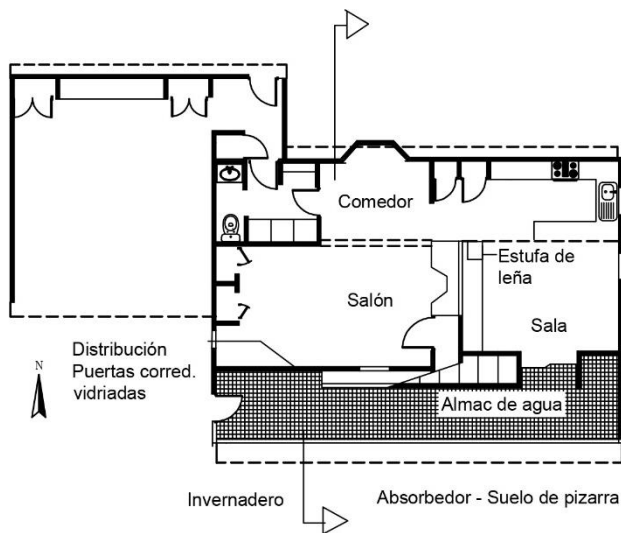 Comedor
Estufa de
leña
Salón
Sala
Distribución
Puertas corred.
vidriadas
N
Almac de agua
Invernadero
Absorbedor - Suelo de pizarra